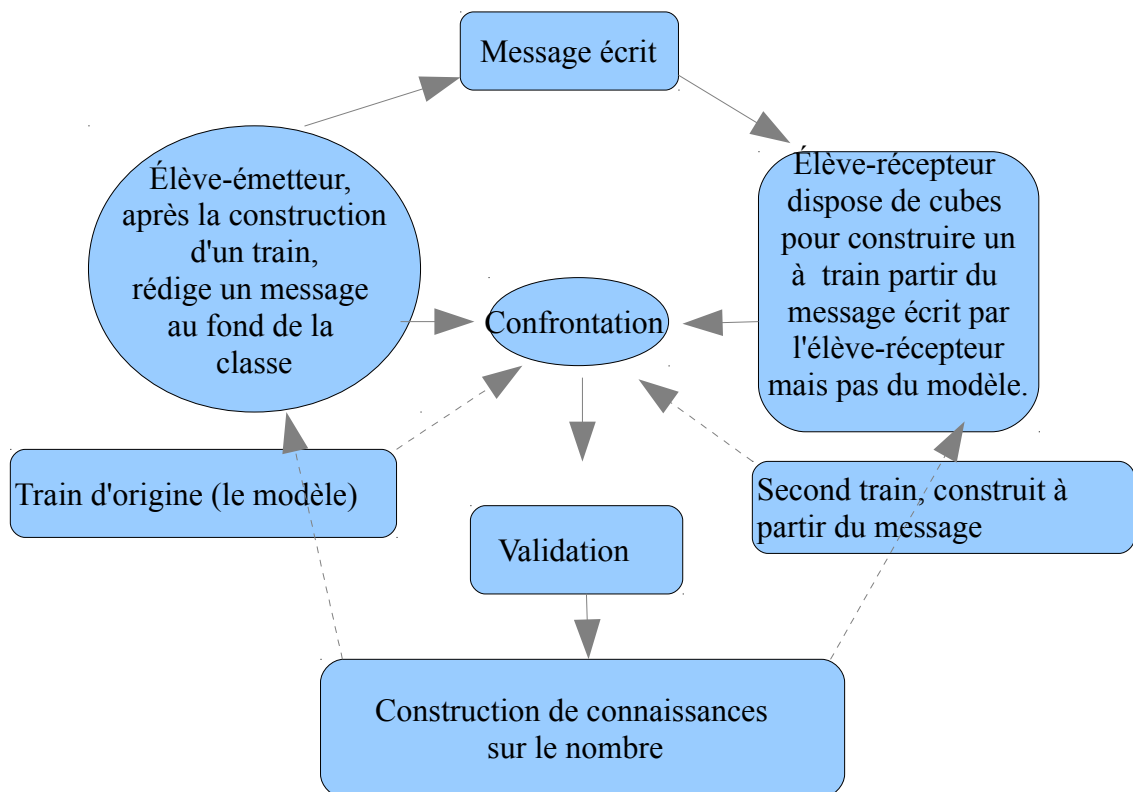 Message écrit
Élève-émetteur,
après la construction
d'un train,
rédige un message
au fond de la
classe
Élève-récepteur
dispose de cubes
pour construire un
à train partir du
message écrit par
l'élève-récepteur
mais pas du modèle.
Confrontation
Train d'origine (le modèle)
Second train, construit à
partir du message
Validation
Construction de connaissances
sur le nombre